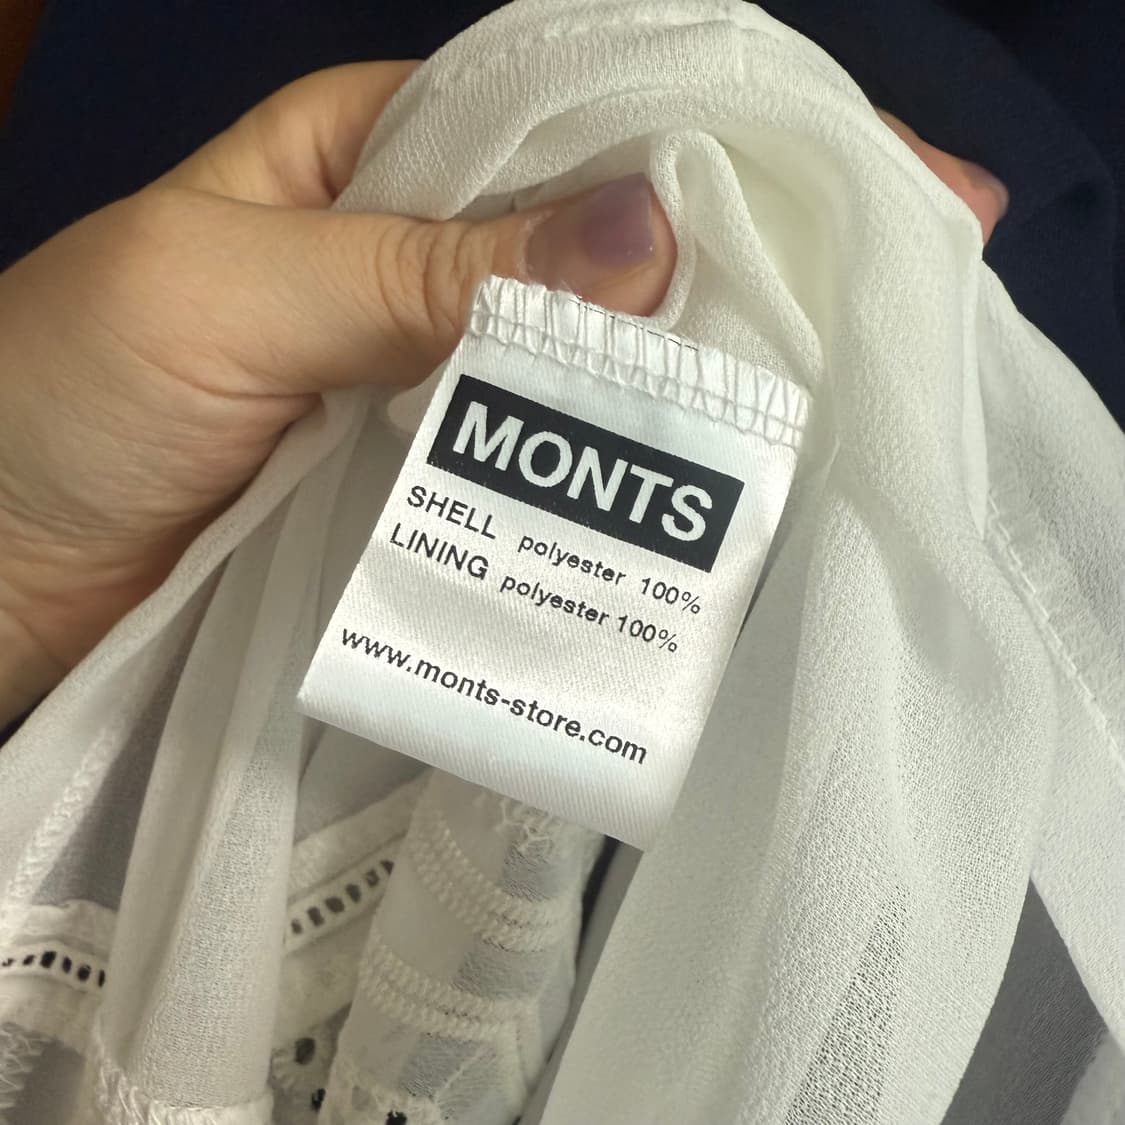 MONTS
SHELL polyester 100%
LINING polyester 100%
www.monts-store.com